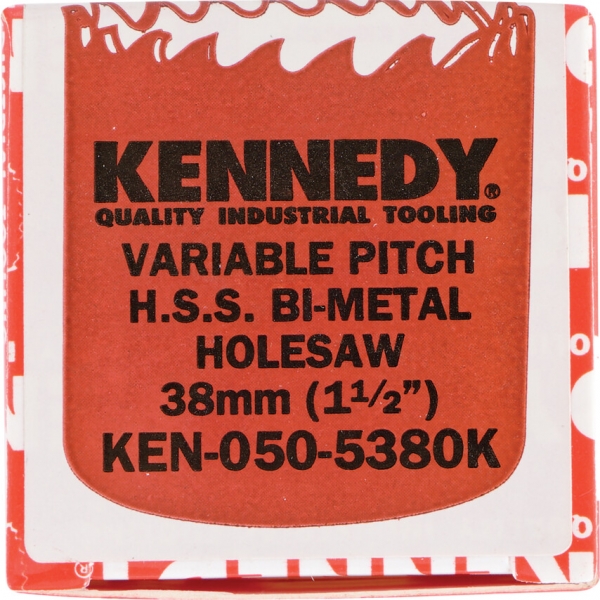 KENNEDY®
QUALITY INDUSTRIAL TOOLING
VARIABLE PITCH
H.S.S. BI-METAL
HOLESAW
38mm (1½”)
KEN-050-5380K